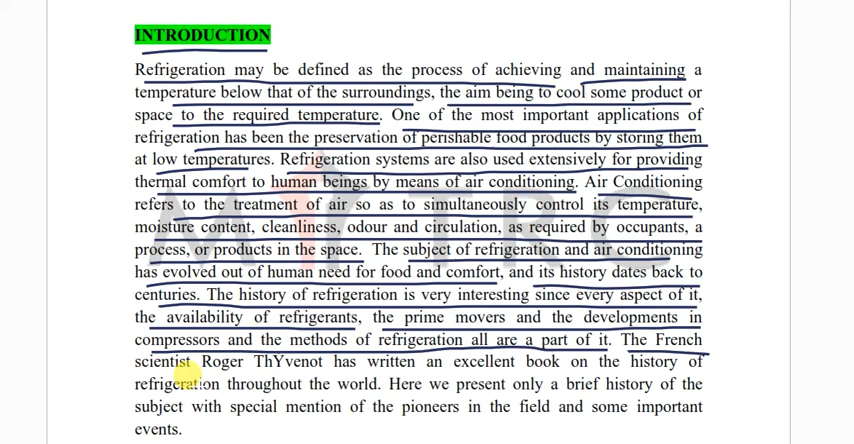 INTRODUCTION
Refrigeration may be defined as the process of achieving and maintaining a
temperature below that of the surroundings, the aim being to cool some product or
space to the required temperature. One of the most important applications of
refrigeration has been the preservation of perishable food products by storing them
at low temperatures. Refrigeration systems are also used extensively for providing
thermal comfort to human beings by means of air conditioning. Air Conditioning
refers to the treatment of air so as to simultaneously control its temperature,
moisture content, cleanliness, odour and circulation, as required by occupants, a
process, or products in the space. The subject of refrigeration and air conditioning
has evolved out of human need for food and comfort, and its history dates back to
centuries. The history of refrigeration is very interesting since every aspect of it,
the availability of refrigerants, the prime movers and the developments in
compressors and the methods of refrigeration all are a part of it. The French
scientist Roger ThYvenot has written an excellent book on the history of
refrigeration throughout the world. Here we present only a brief history of the
subject with special mention of the pioneers in the field and some important
events.